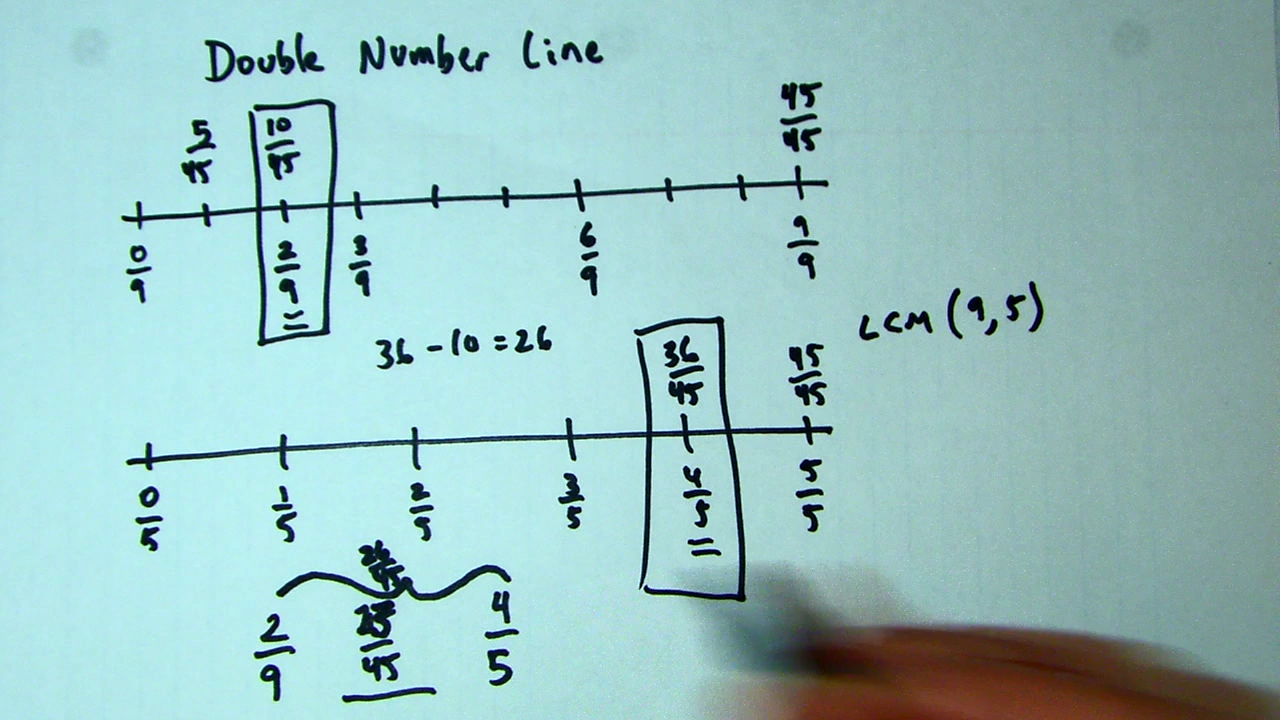 Double Number Line
5/45 10/45 45/45
0/9 2/9 3/9 6/9 9/9
=
LCM (9,5)
36 - 10 = 26
36/45 45/45
0/5 1/5 2/5 3/5 4/5 5/5
=
26/45
2/9 4/5